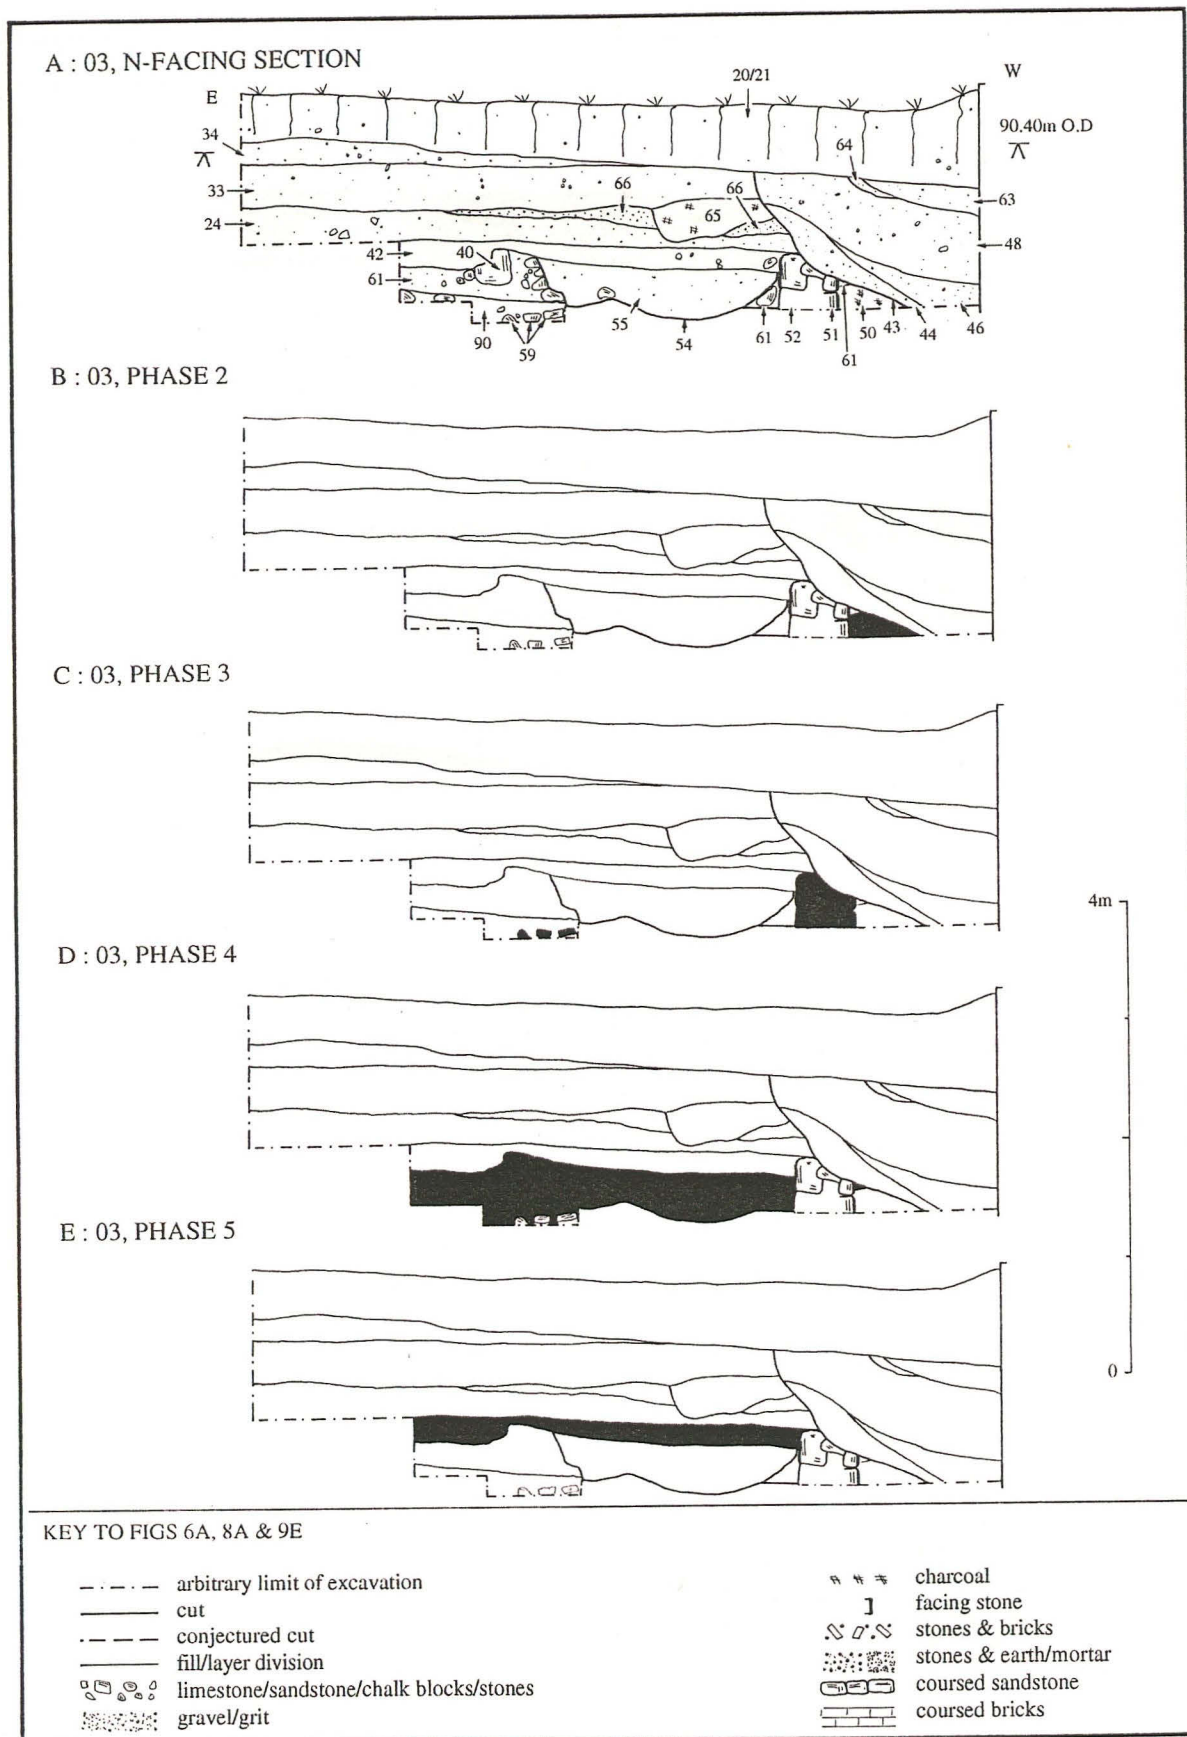 A : 03, N-FACING SECTION
E
20/21
W
34
90.40m O.D
64
33
66
66
63
24
65
48
42
40
61
90
59
55
54
61
52
51
61
50
43
44
46
B : 03, PHASE 2
C : 03, PHASE 3
4m
D : 03, PHASE 4
E : 03, PHASE 5
0
KEY TO FIGS 6A, 8A & 9E
arbitrary limit of excavation
cut
conjectured cut
fill/layer division
limestone/sandstone/chalk blocks/stones
gravel/grit
charcoal
facing stone
stones & bricks
stones & earth/mortar
coursed sandstone
coursed bricks